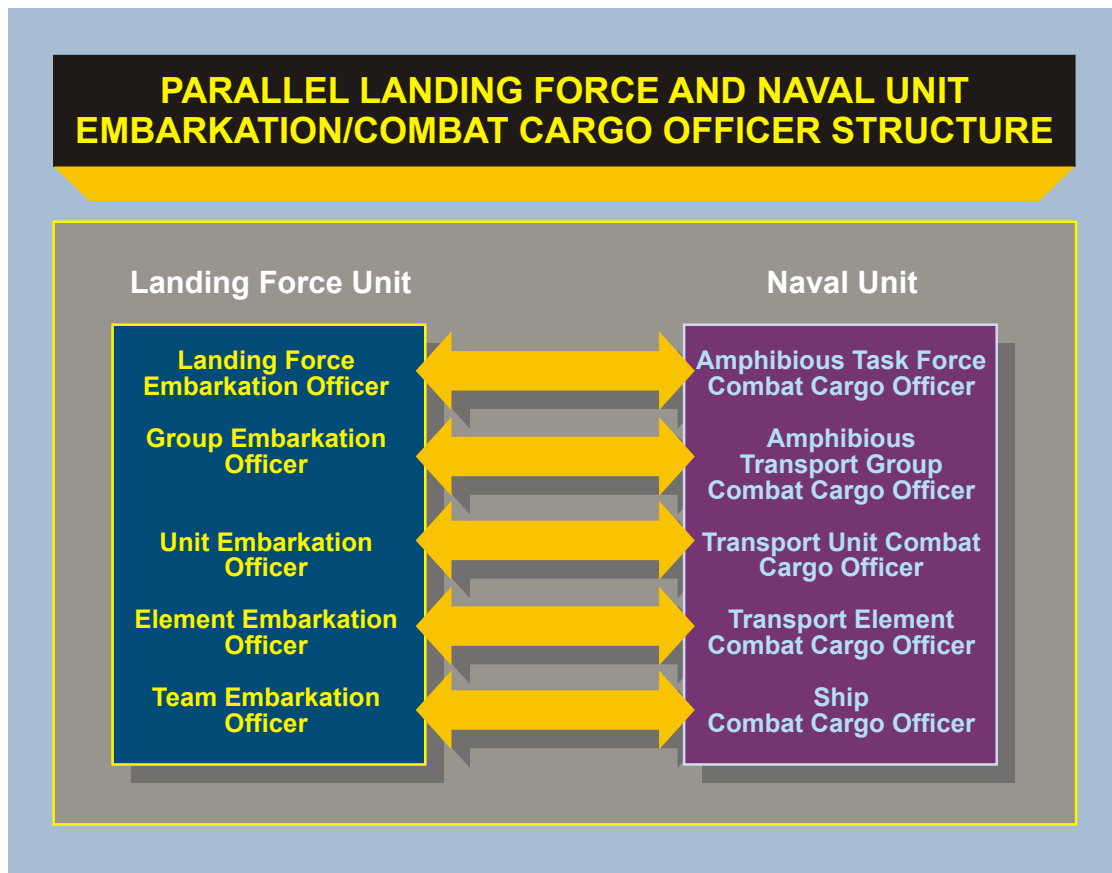 PARALLEL LANDING FORCE AND NAVAL UNIT
EMBARKATION/COMBAT CARGO OFFICER STRUCTURE
Landing Force Unit
Landing Force
Embarkation Officer
Group Embarkation
Officer
Unit Embarkation
Officer
Element Embarkation
Officer
Team Embarkation
Officer
Naval Unit
Amphibious Task Force
Combat Cargo Officer
Amphibious
Transport Group
Combat Cargo Officer
Transport Unit Combat
Cargo Officer
Transport Element
Combat Cargo Officer
Ship
Combat Cargo Officer